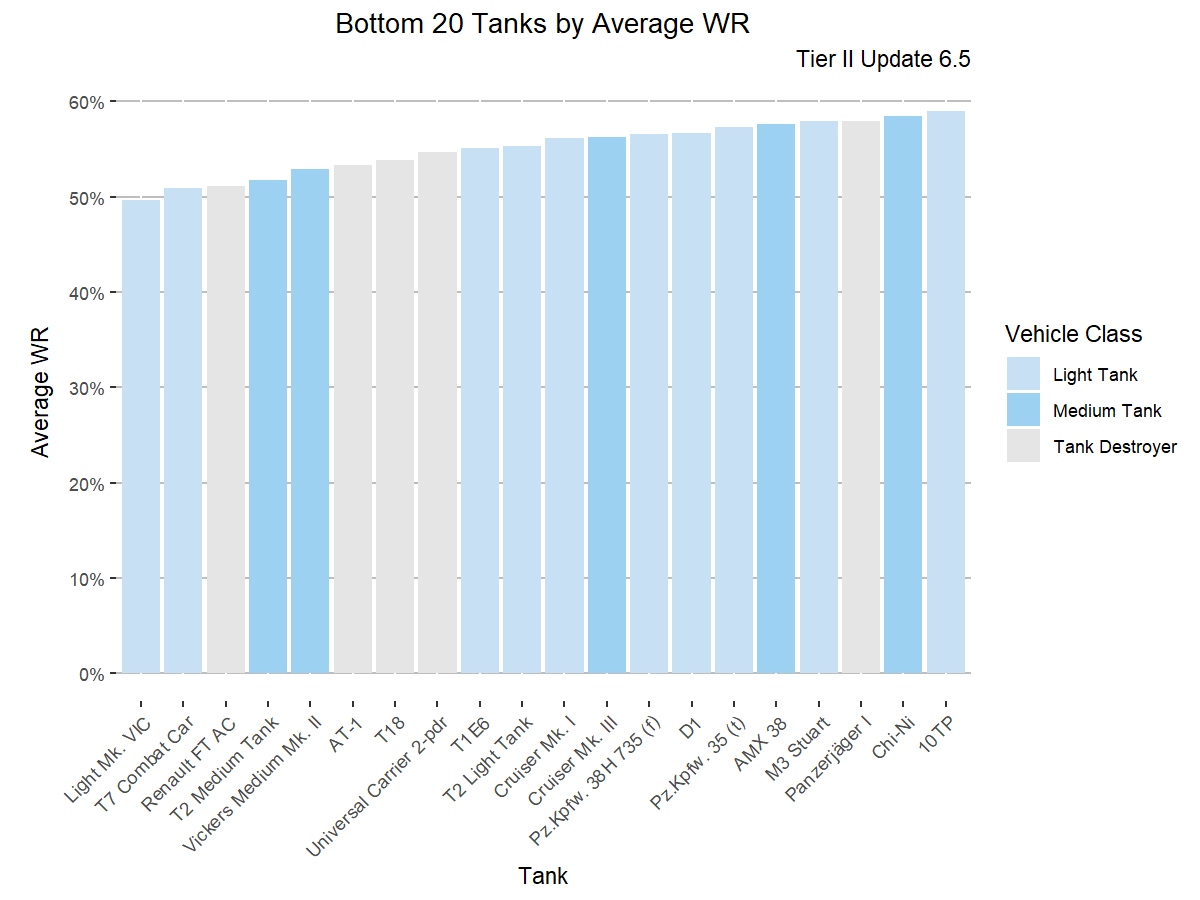 Bottom 20 Tanks by Average WR
Tier II Update 6.5
60%
50%
40%
30%
20%
10%
0%
Average WR
Light Mk. VIC
T7 Combat Car
Renault FT AC
T2 Medium Tank
Vickers Medium Mk. II
AT-1
T18
Universal Carrier 2-pdr
T1E6
T2 Light Tank
Cruiser Mk. I
Cruiser Mk. III
Pz.Kpfw. 38H 735 (f)
D1
Pz.Kpfw. 35 (t)
AMX 38
M3 Stuart
Panzerjäger I
Chi-Ni
10TP
Tank
Vehicle Class
Light Tank
Medium Tank
Tank Destroyer